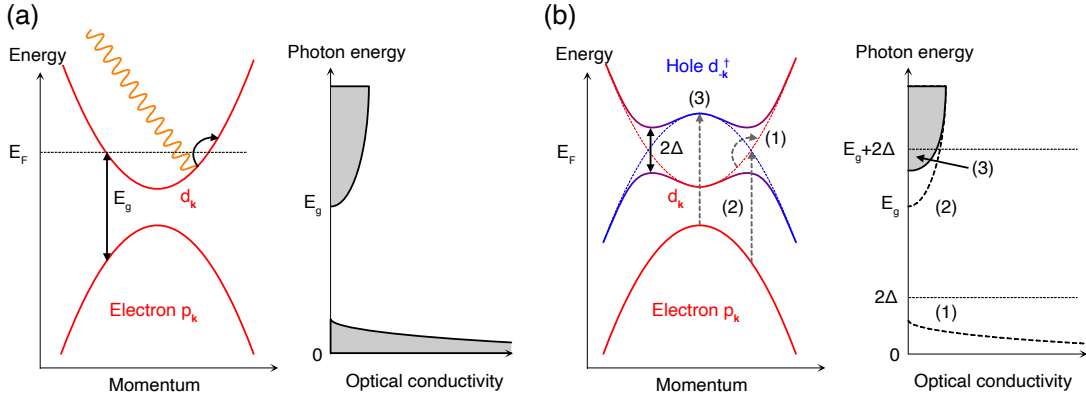 (a)
Energy
E_F
E_g
d_k
Electron p_k
Momentum
Photon energy
E_g
0
Optical conductivity
(b)
Energy
Hole d_-k^†
(3)
(1)
E_F
2Δ
d_k
(2)
Electron p_k
Momentum
Photon energy
E_g+2Δ
(3)
E_g
(2)
2Δ
(1)
0
Optical conductivity